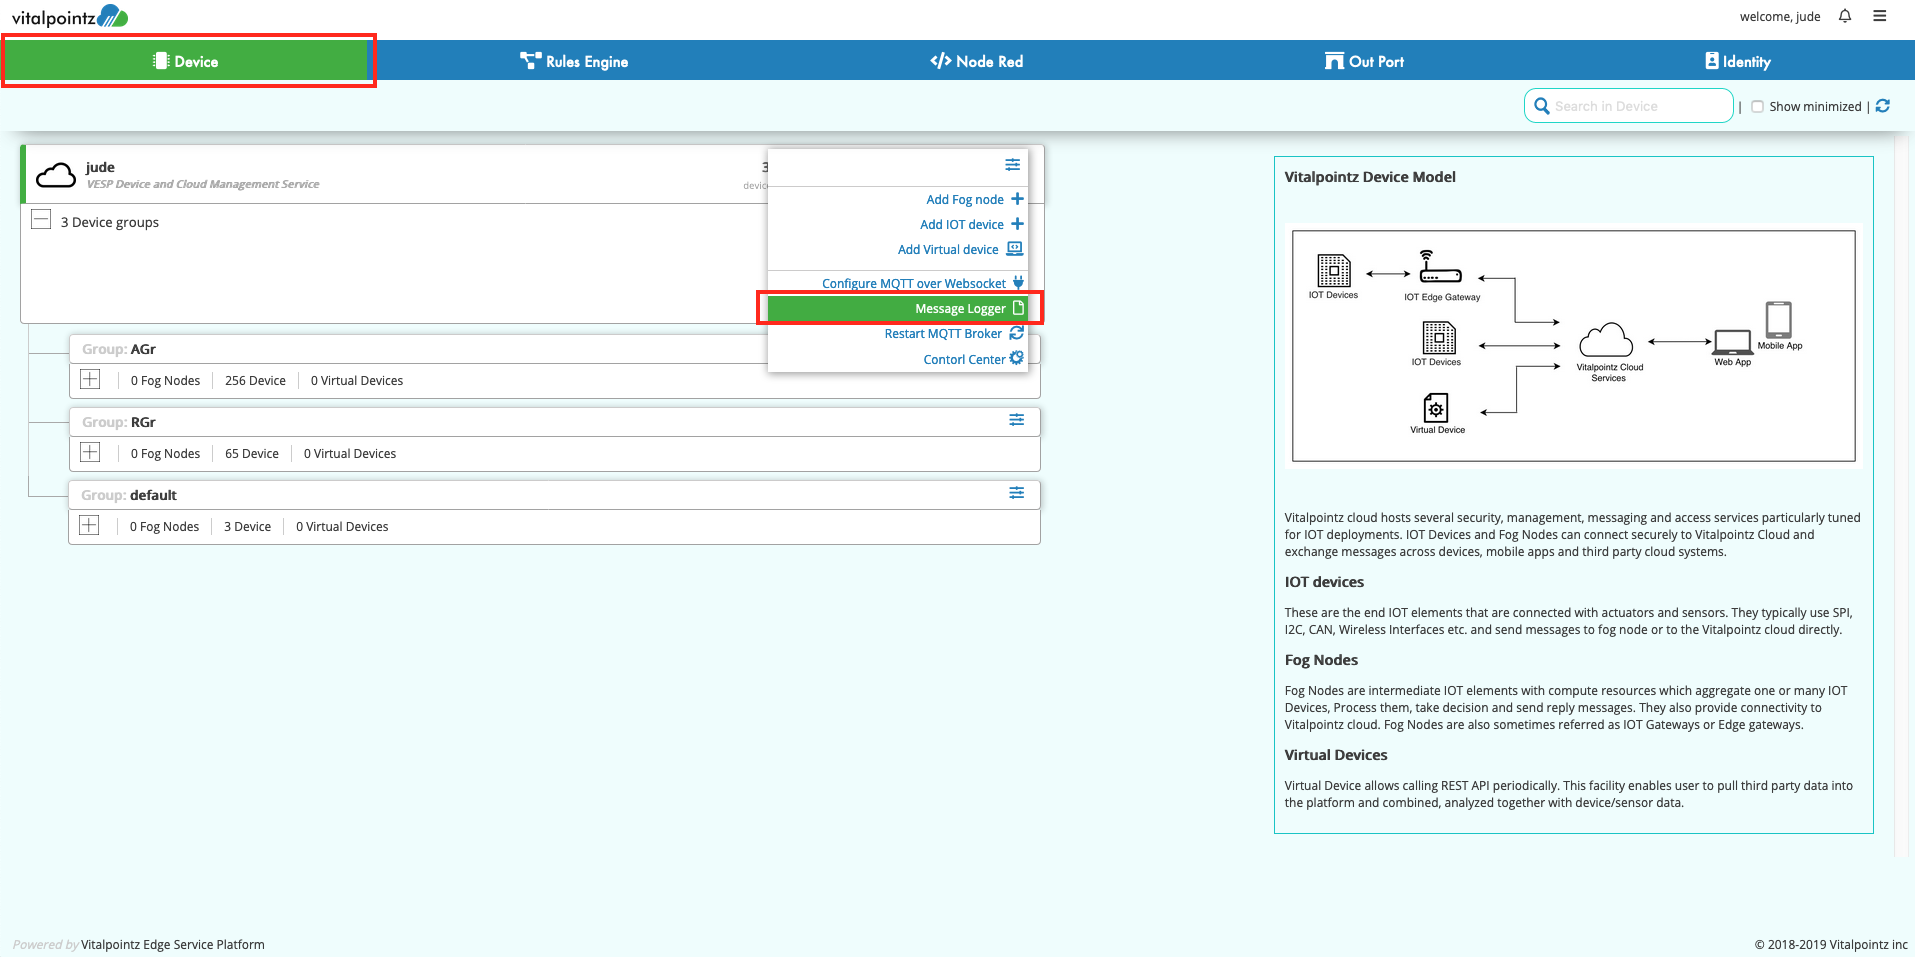 vitalpointz
welcome, jude
Device
Rules Engine
Node Red
Out Port
Identity
Search in Device
| Show minimized |
jude
VESP Device and Cloud Management Service
3
device
3 Device groups
Add Fog node
Add IOT device
Add Virtual device
Configure MQTT over Websocket
Message Logger
Restart MQTT Broker
Contorl Center
Group: AGr
0 Fog Nodes 256 Device 0 Virtual Devices
Group: RGr
0 Fog Nodes 65 Device 0 Virtual Devices
Group: default
0 Fog Nodes 3 Device 0 Virtual Devices
Vitalpointz Device Model
IOT Devices
IOT Edge Gateway
IOT Devices
Virtual Device
Vitalpointz Cloud
Services
Web App
Mobile App
Vitalpointz cloud hosts several security, management, messaging and access services particularly tuned
for IOT deployments. IOT Devices and Fog Nodes can connect securely to Vitalpointz Cloud and
exchange messages across devices, mobile apps and third party cloud systems.
IOT devices
These are the end IOT elements that are connected with actuators and sensors. They typically use SPI,
I2C, CAN, Wireless Interfaces etc. and send messages to fog node or to the Vitalpointz cloud directly.
Fog Nodes
Fog Nodes are intermediate IOT elements with compute resources which aggregate one or many IOT
Devices, Process them, take decision and send reply messages. They also provide connectivity to
Vitalpointz cloud. Fog Nodes are also sometimes referred as IOT Gateways or Edge gateways.
Virtual Devices
Virtual Device allows calling REST API periodically. This facility enables user to pull third party data into
the platform and combined, analyzed together with device/sensor data.
Powered by Vitalpointz Edge Service Platform
© 2018-2019 Vitalpointz inc